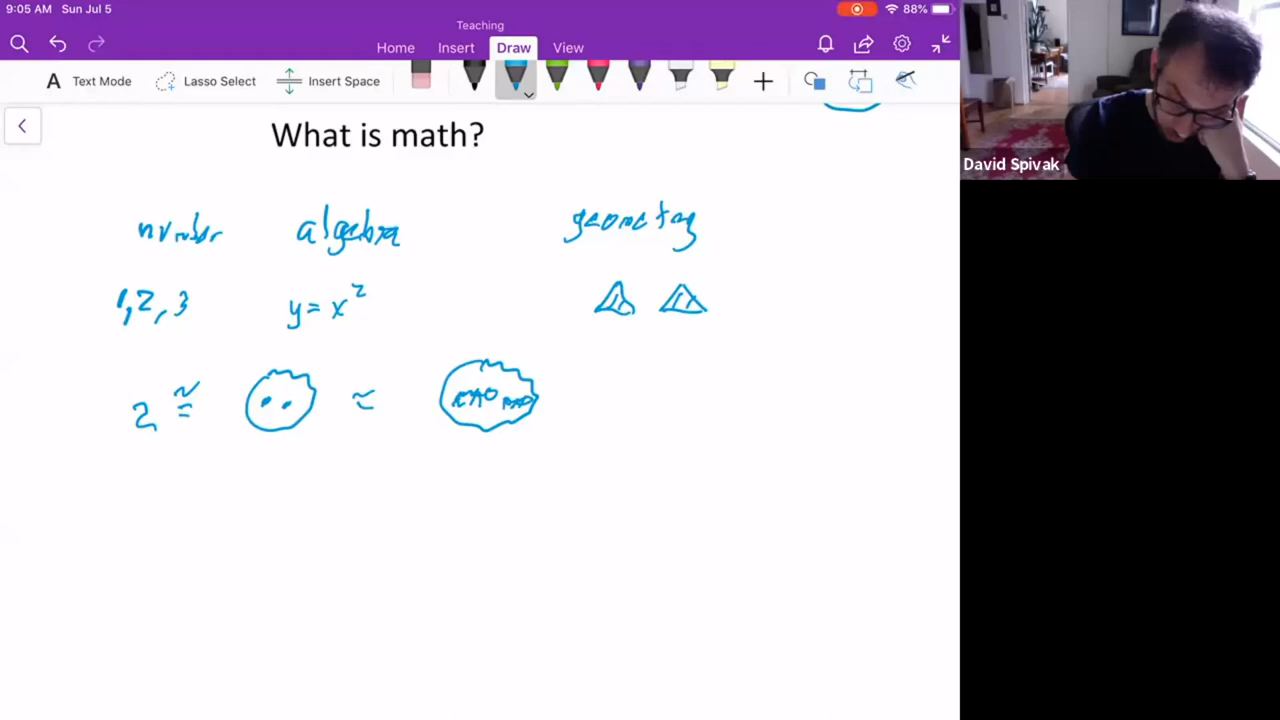 9:05 AM Sun Jul 5 88%
Teaching
Home Insert Draw View
A Text Mode Lasso Select Insert Space
What is math?
number algebra geometry
1, 2, 3 y = x²
2 ≅ ≈
David Spivak